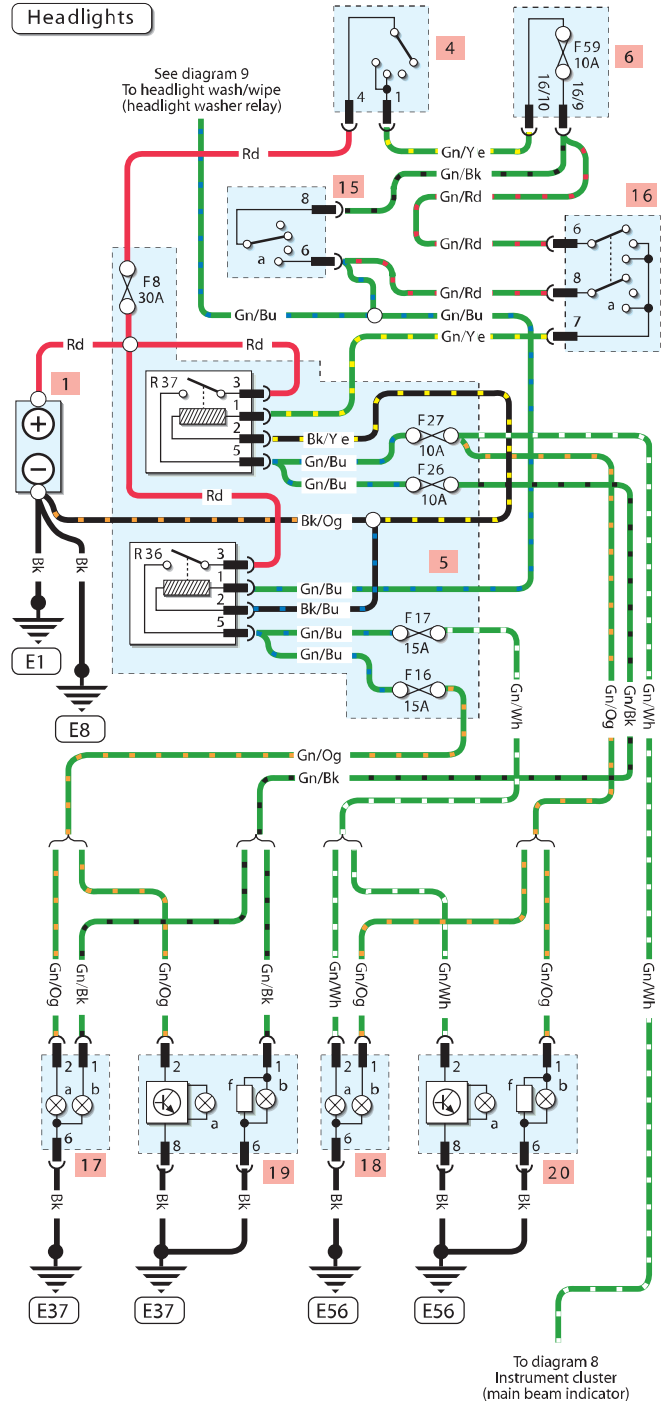 Headlights
See diagram 9
To headlight wash/wipe
(headlight washer relay)
4
4
1
F59
10A
16/10
16/9
6
Rd
Gn/Ye
Gn/Bk
Gn/Rd
15
8
6
a
16
Gn/Rd
6
8
7
a
Gn/Rd
F8
30A
Gn/Bu
Gn/Bu
Gn/Ye
Rd
Rd
1
R37
3
1
2
5
Bk/Ye
Gn/Bu
Gn/Bu
F27
10A
F26
10A
Rd
Bk/Og
R36
3
1
2
5
5
Gn/Bu
Bk/Bu
Gn/Bu
Gn/Bu
F17
15A
F16
15A
Bk
Bk
E1
E8
Gn/Wh
Gn/Og
Gn/Bk
Gn/Wh
Gn/Og
Gn/Bk
Gn/Og
Gn/Bk
Gn/Og
Gn/Bk
Gn/Wh
Gn/Og
Gn/Wh
Gn/Og
2
1
a
b
6
17
2
1
a
f
b
8
6
19
2
1
a
b
6
18
2
1
a
f
b
8
6
20
Bk
Bk
Bk
Bk
Bk
Bk
E37
E37
E56
E56
To diagram 8
Instrument cluster
(main beam indicator)